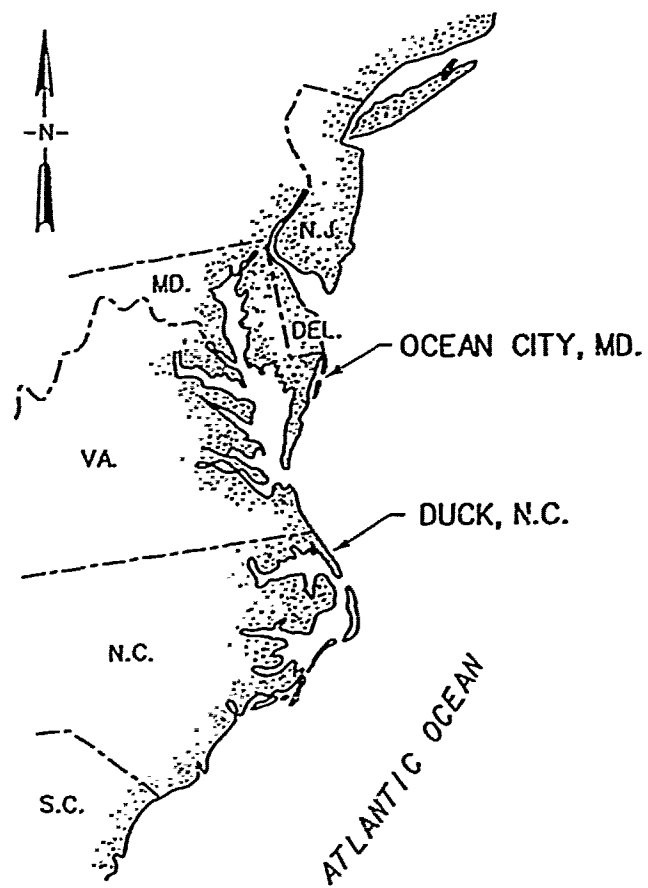 -N-
N.J.
MD.
DEL.
OCEAN CITY, MD.
VA.
DUCK, N.C.
N.C.
ATLANTIC OCEAN
S.C.